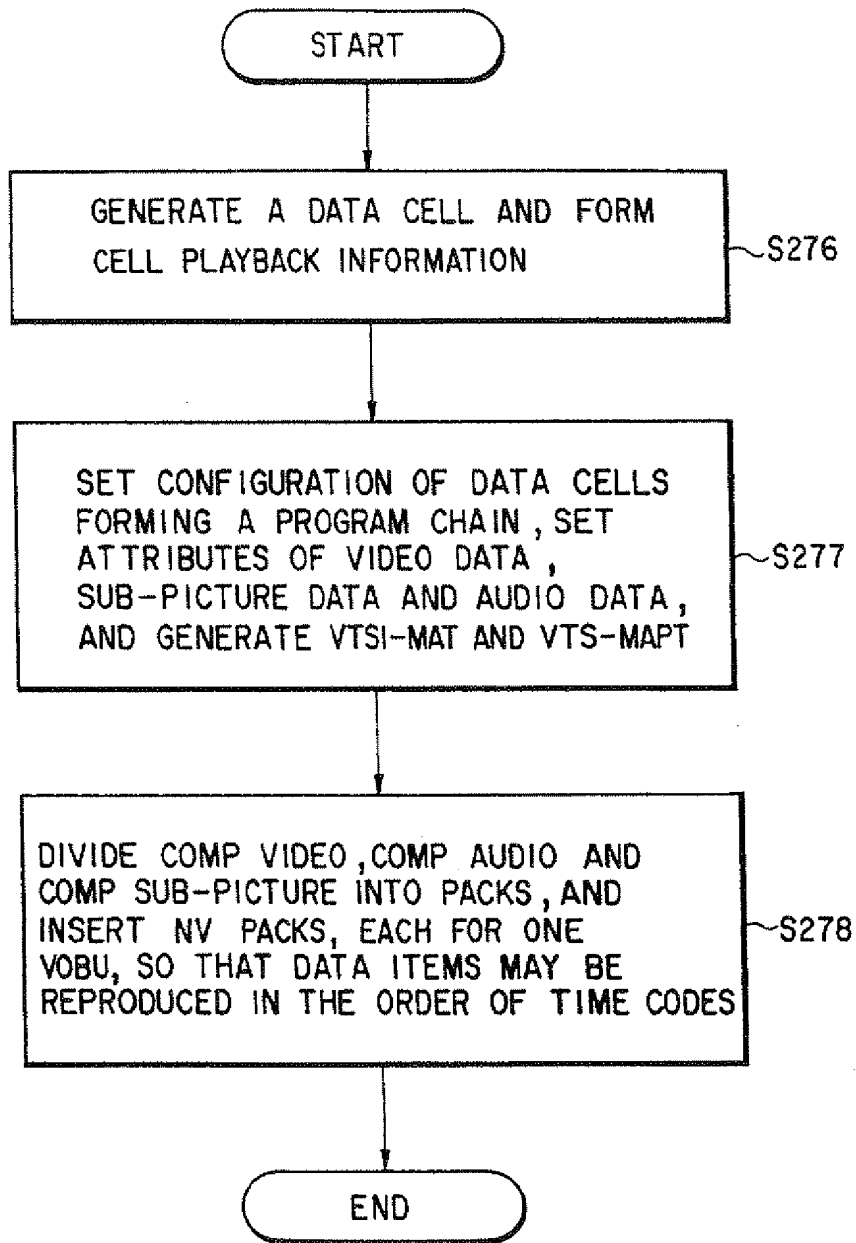 START
GENERATE A DATA CELL AND FORM
CELL PLAYBACK INFORMATION
S276
SET CONFIGURATION OF DATA CELLS
FORMING A PROGRAM CHAIN, SET
ATTRIBUTES OF VIDEO DATA,
SUB-PICTURE DATA AND AUDIO DATA,
AND GENERATE VTSI-MAT AND VTS-MAPT
S277
DIVIDE COMP VIDEO, COMP AUDIO AND
COMP SUB-PICTURE INTO PACKS, AND
INSERT NV PACKS, EACH FOR ONE
VOBU, SO THAT DATA ITEMS MAY BE
REPRODUCED IN THE ORDER OF TIME CODES
S278
END